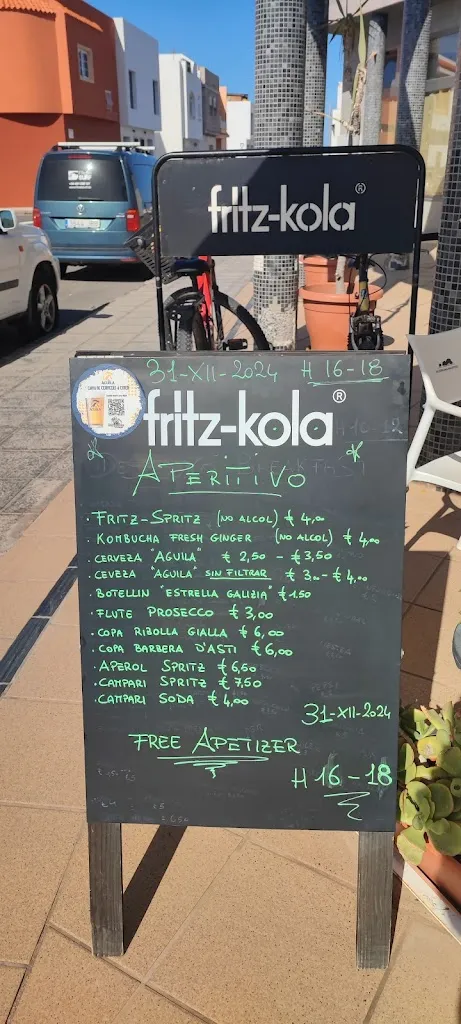 fritz-kola®
31-XII-2024 H 16-18
fritz-kola®
APERITIVO
· FRITZ-SPRITZ (NO ALCOL) € 4,00
· KOMBUCHA FRESH GINGER (NO ALCOL) € 4,00
· CERVEZA "AGUILA" € 2,50 - € 3,50
· CEVEZA "AGUILA" SIN FILTRAR € 3,00 - € 4,00
· BOTELLIN "ESTRELLA GALIZIA" € 1.50
· FLUTE PROSECCO € 3,00
· COPA RIBOLLA GIALLA € 6,00
· COPA BARBERA D'ASTI € 6,00
· APEROL SPRITZ € 6,50
· CAMPARI SPRITZ € 7,50
· CAMPARI SODA € 4,00
31-XII-2024
FREE APETIZER
H 16-18